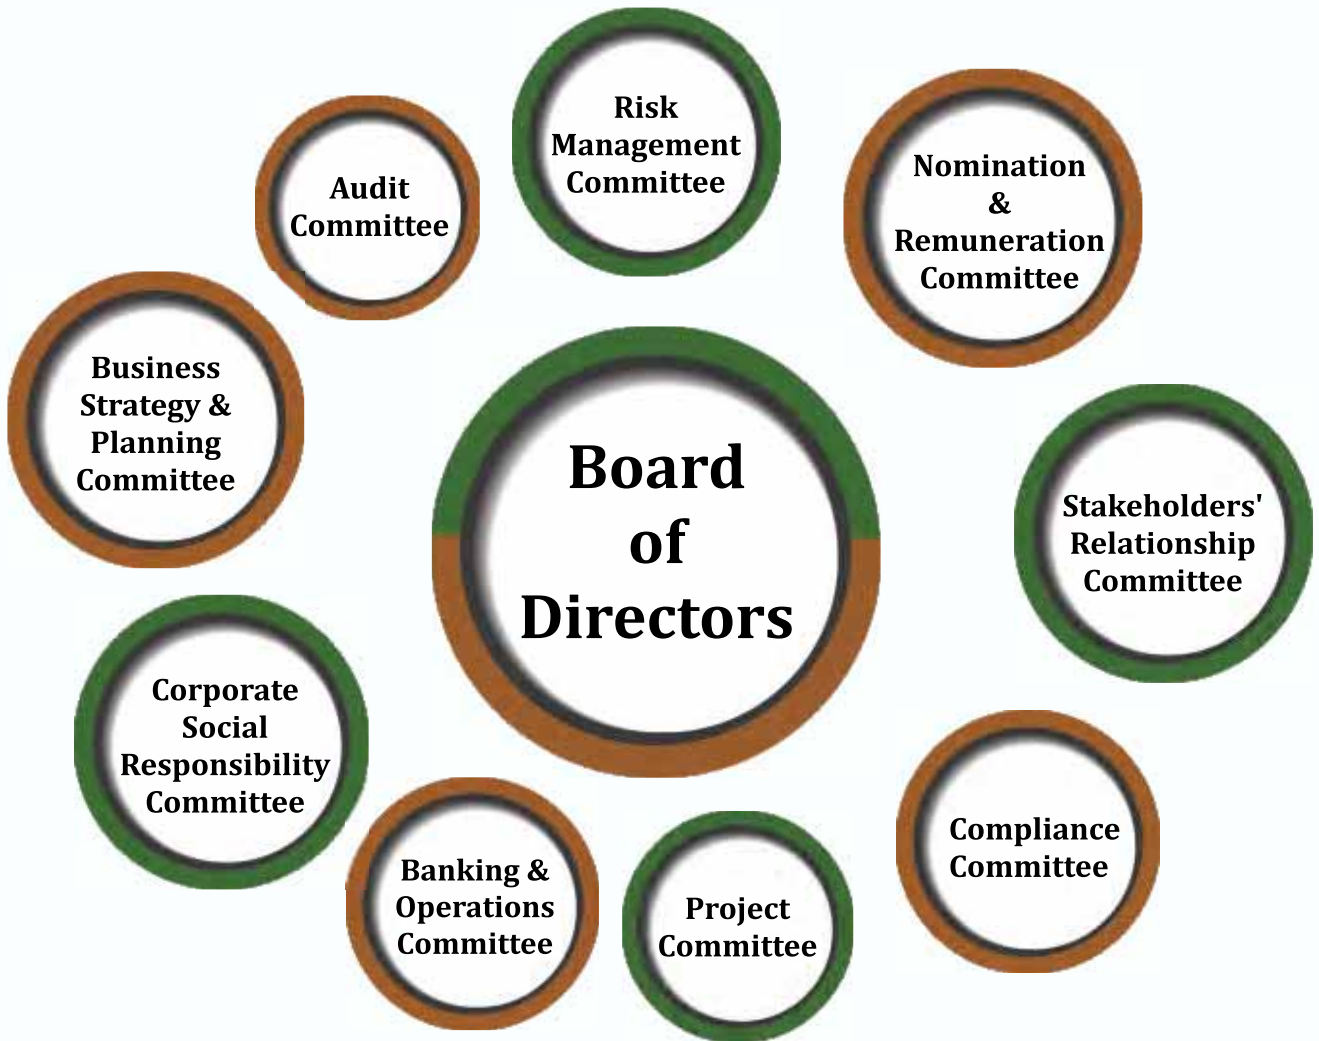 Risk
Management
Committee
Audit
Committee
Nomination
&
Remuneration
Committee
Business
Strategy &
Planning
Committee
Board
of
Directors
Stakeholders'
Relationship
Committee
Corporate
Social
Responsibility
Committee
Banking &
Operations
Committee
Project
Committee
Compliance
Committee